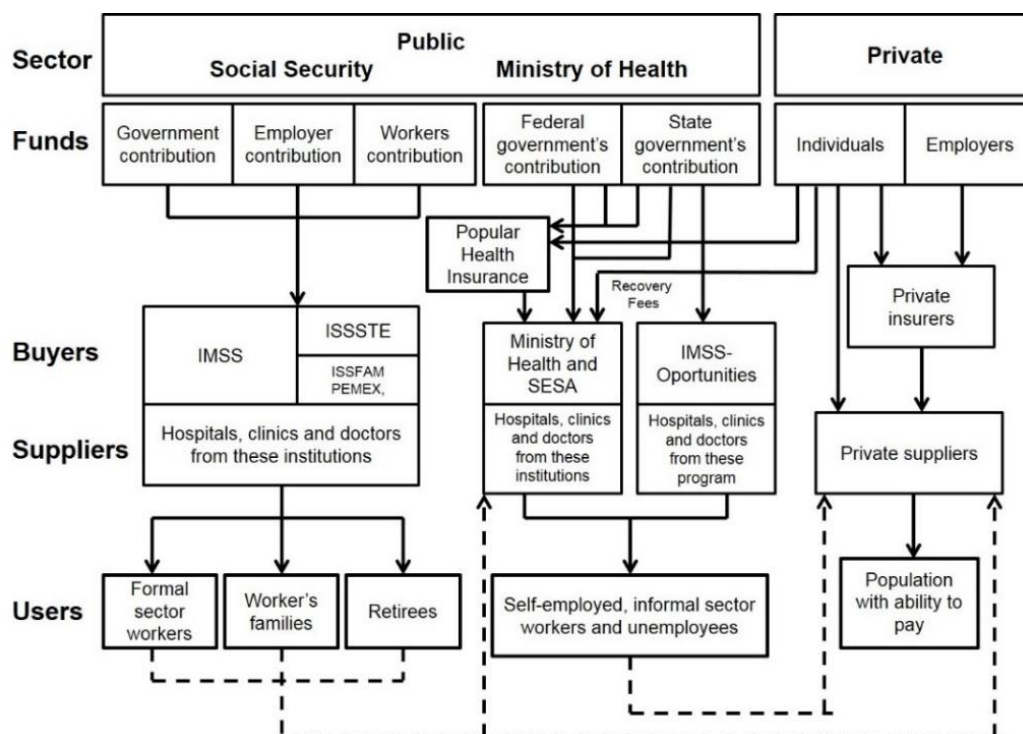 Sector
Public
Social Security
Ministry of Health
Private
Funds
Government
contribution
Employer
contribution
Workers
contribution
Federal
government's
contribution
State
government's
contribution
Individuals
Employers
Popular
Health
Insurance
Recovery
Fees
Private
insurers
Buyers
IMSS
ISSSTE
ISSFAM
PEMEX,
Ministry of
Health and
SESA
IMSS-
Oportunities
Suppliers
Hospitals, clinics and doctors
from these institutions
Hospitals, clinics
and doctors
from these
institutions
Hospitals, clinics
and doctors
from these
program
Private suppliers
Users
Formal
sector
workers
Worker's
families
Retirees
Self-employed, informal sector
workers and unemployees
Population
with ability to
pay